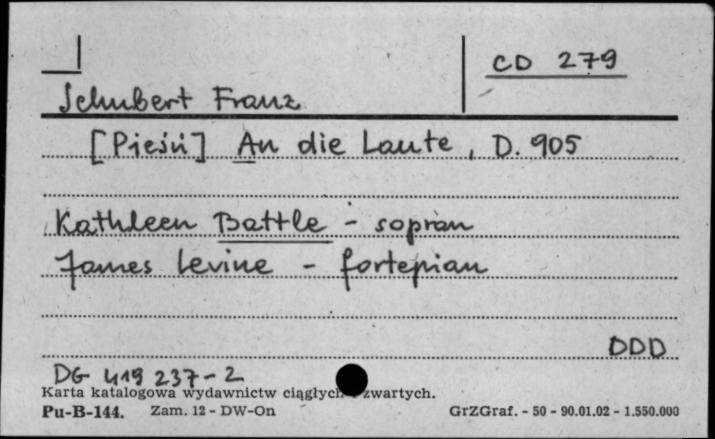 CD 279
Schubert Franz
[Pieśń] An die Laute, D. 905
Kathleen Battle - sopran
James Levine - fortepian
DDD
DG 419 237-2
Karta katalogowa wydawnictw ciągłych zwartych.
Pu-B-144. Zam. 12 - DW-On GrZGraf. - 50 - 90.01.02 - 1.550.000